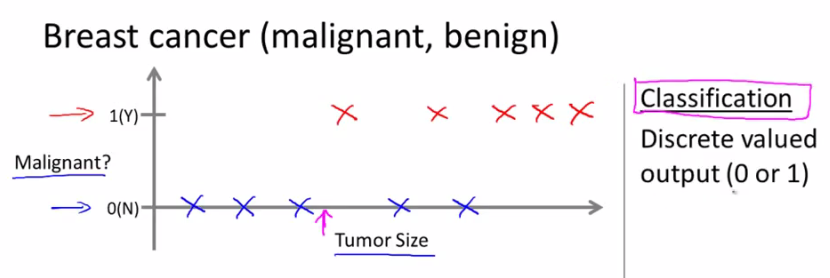 Breast cancer (malignant, benign)
1(Y)
Malignant?
0(N)
Tumor Size
Classification
Discrete valued
output (0 or 1)